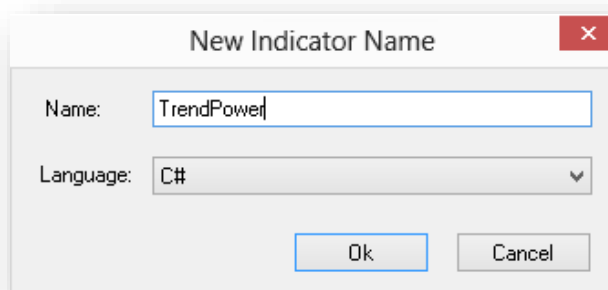 New Indicator Name
Name: TrendPower
Language: C#
Ok Cancel